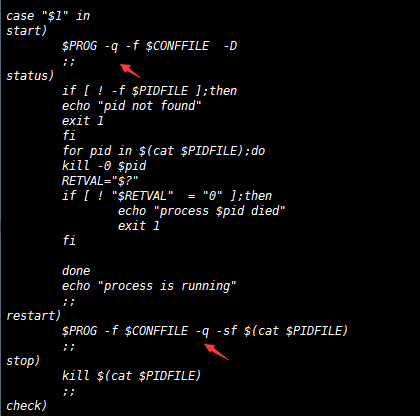 case "$1" in
start)
        $PROG -q -f $CONFFILE  -D
        ;;
status)
        if [ ! -f $PIDFILE ];then
        echo "pid not found"
        exit 1
        fi
        for pid in $(cat $PIDFILE);do
        kill -0 $pid
        RETVAL="$?"
        if [ ! "$RETVAL"  = "0" ];then
                echo "process $pid died"
                exit 1
        fi

        done
        echo "process is running"
        ;;
restart)
        $PROG -f $CONFFILE -q -sf $(cat $PIDFILE)
        ;;
stop)
        kill $(cat $PIDFILE)
        ;;
check)